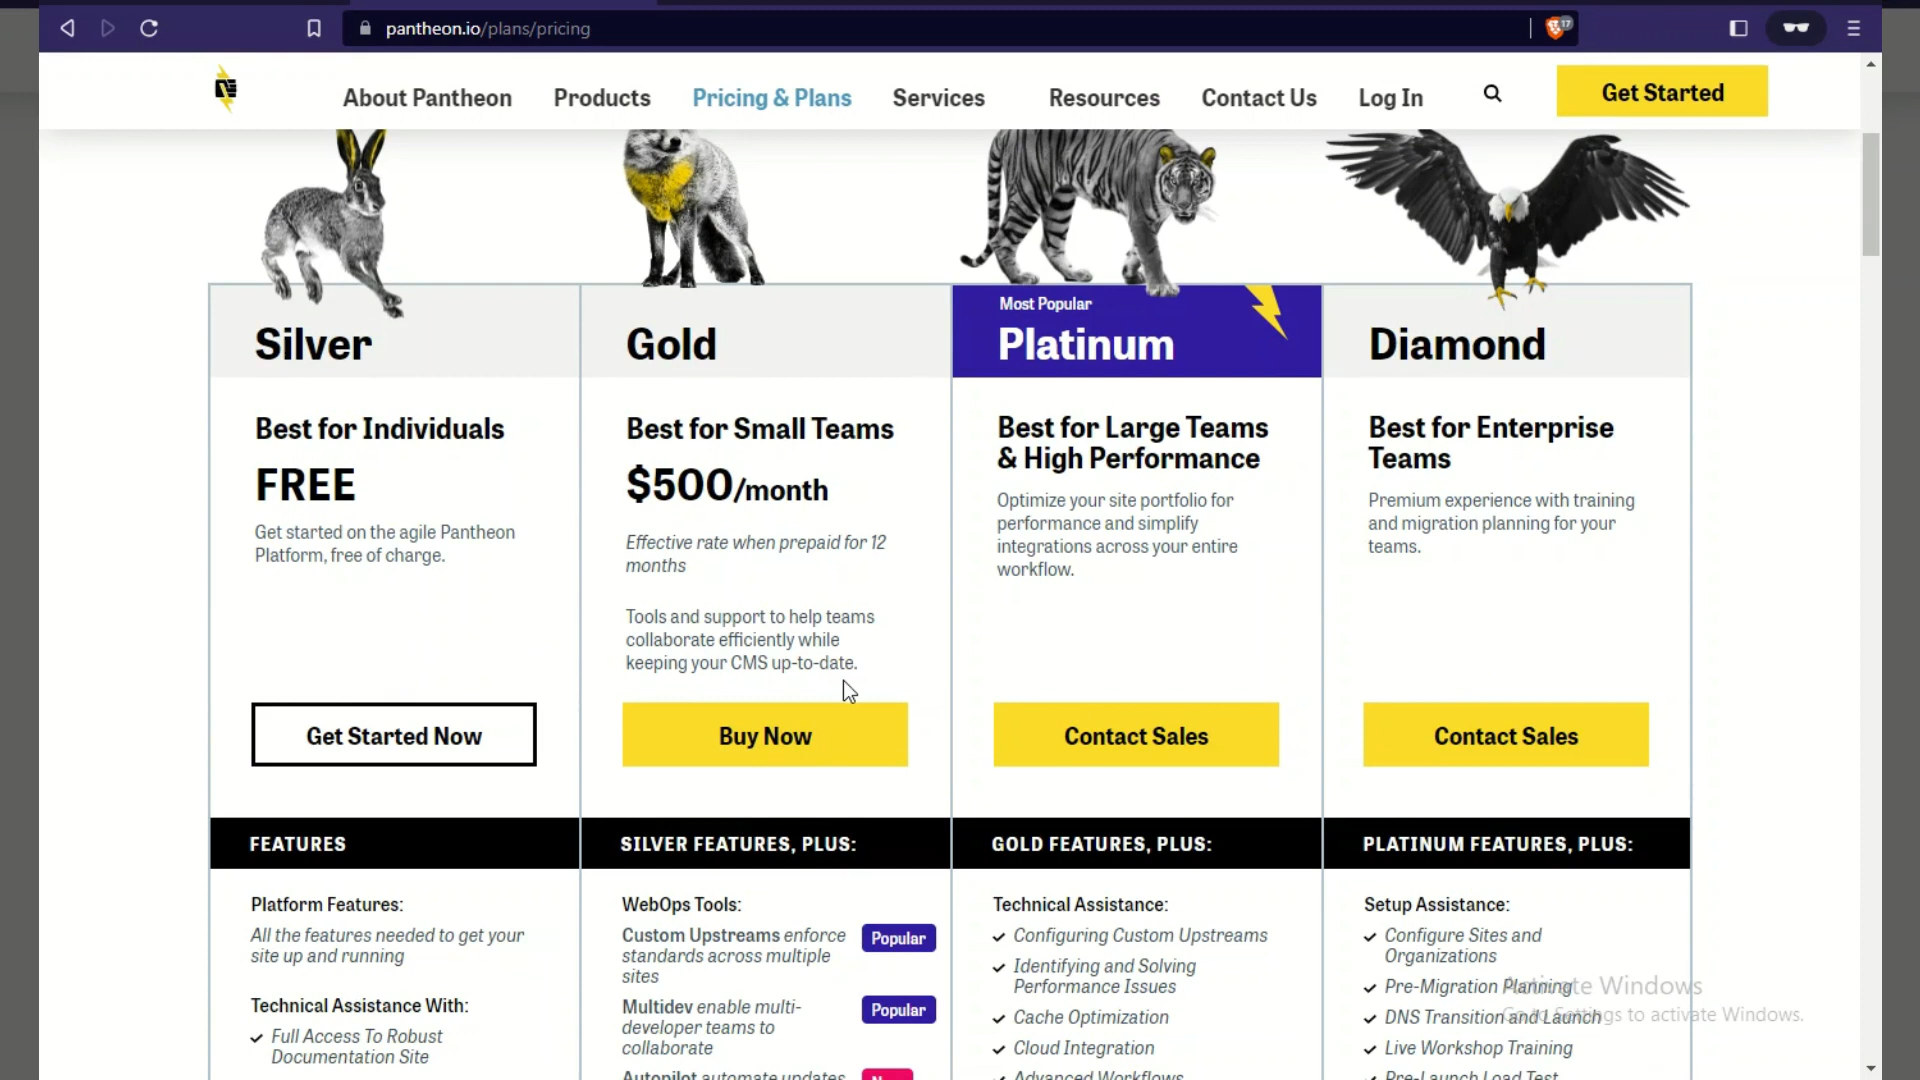 pantheon.io/plans/pricing
17
About Pantheon
Products
Pricing & Plans
Services
Resources
Contact Us
Log In
Get Started
Silver
Best for Individuals
FREE
Get started on the agile Pantheon
Platform, free of charge.
Get Started Now
FEATURES
Platform Features:
All the features needed to get your
site up and running
Technical Assistance With:
Full Access To Robust
Documentation Site
Gold
Best for Small Teams
$500/month
Effective rate when prepaid for 12
months
Tools and support to help teams
collaborate efficiently while
keeping your CMS up-to-date.
Buy Now
SILVER FEATURES, PLUS:
WebOps Tools:
Custom Upstreams enforce
standards across multiple
sites
Popular
Multidev enable multi-
developer teams to
collaborate
Popular
Autopilot automate updates
Most Popular
Platinum
Best for Large Teams
& High Performance
Optimize your site portfolio for
performance and simplify
integrations across your entire
workflow.
Contact Sales
GOLD FEATURES, PLUS:
Technical Assistance:
Configuring Custom Upstreams
Identifying and Solving
Performance Issues
Cache Optimization
Cloud Integration
Advanced Workflows
Diamond
Best for Enterprise
Teams
Premium experience with training
and migration planning for your
teams.
Contact Sales
PLATINUM FEATURES, PLUS:
Setup Assistance:
Configure Sites and
Organizations
Pre-Migration Planning
DNS Transition and Launch
Live Workshop Training
Pre-Launch Load Test
Activate Windows
Go to Settings to activate Windows.